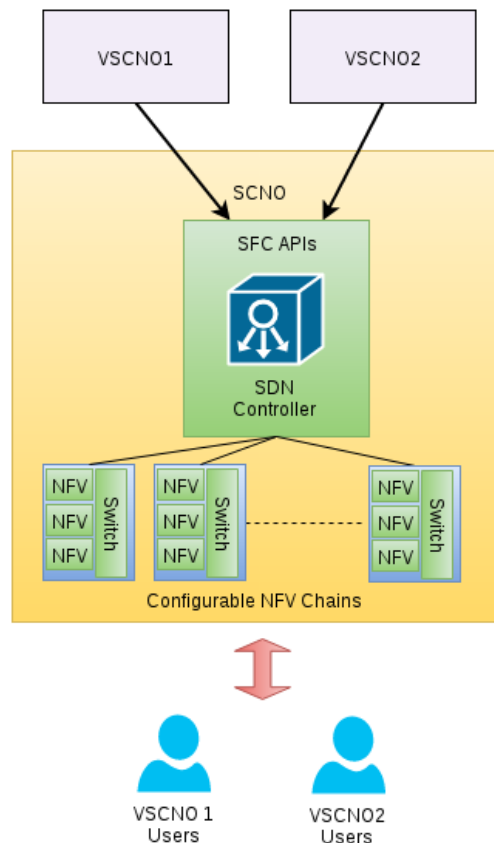 VSCNO1
VSCNO2
SCNO
SFC APIs
SDN
Controller
NFV
NFV
NFV
Switch
NFV
NFV
NFV
Switch
NFV
NFV
NFV
Switch
Configurable NFV Chains
VSCNO 1
Users
VSCNO2
Users